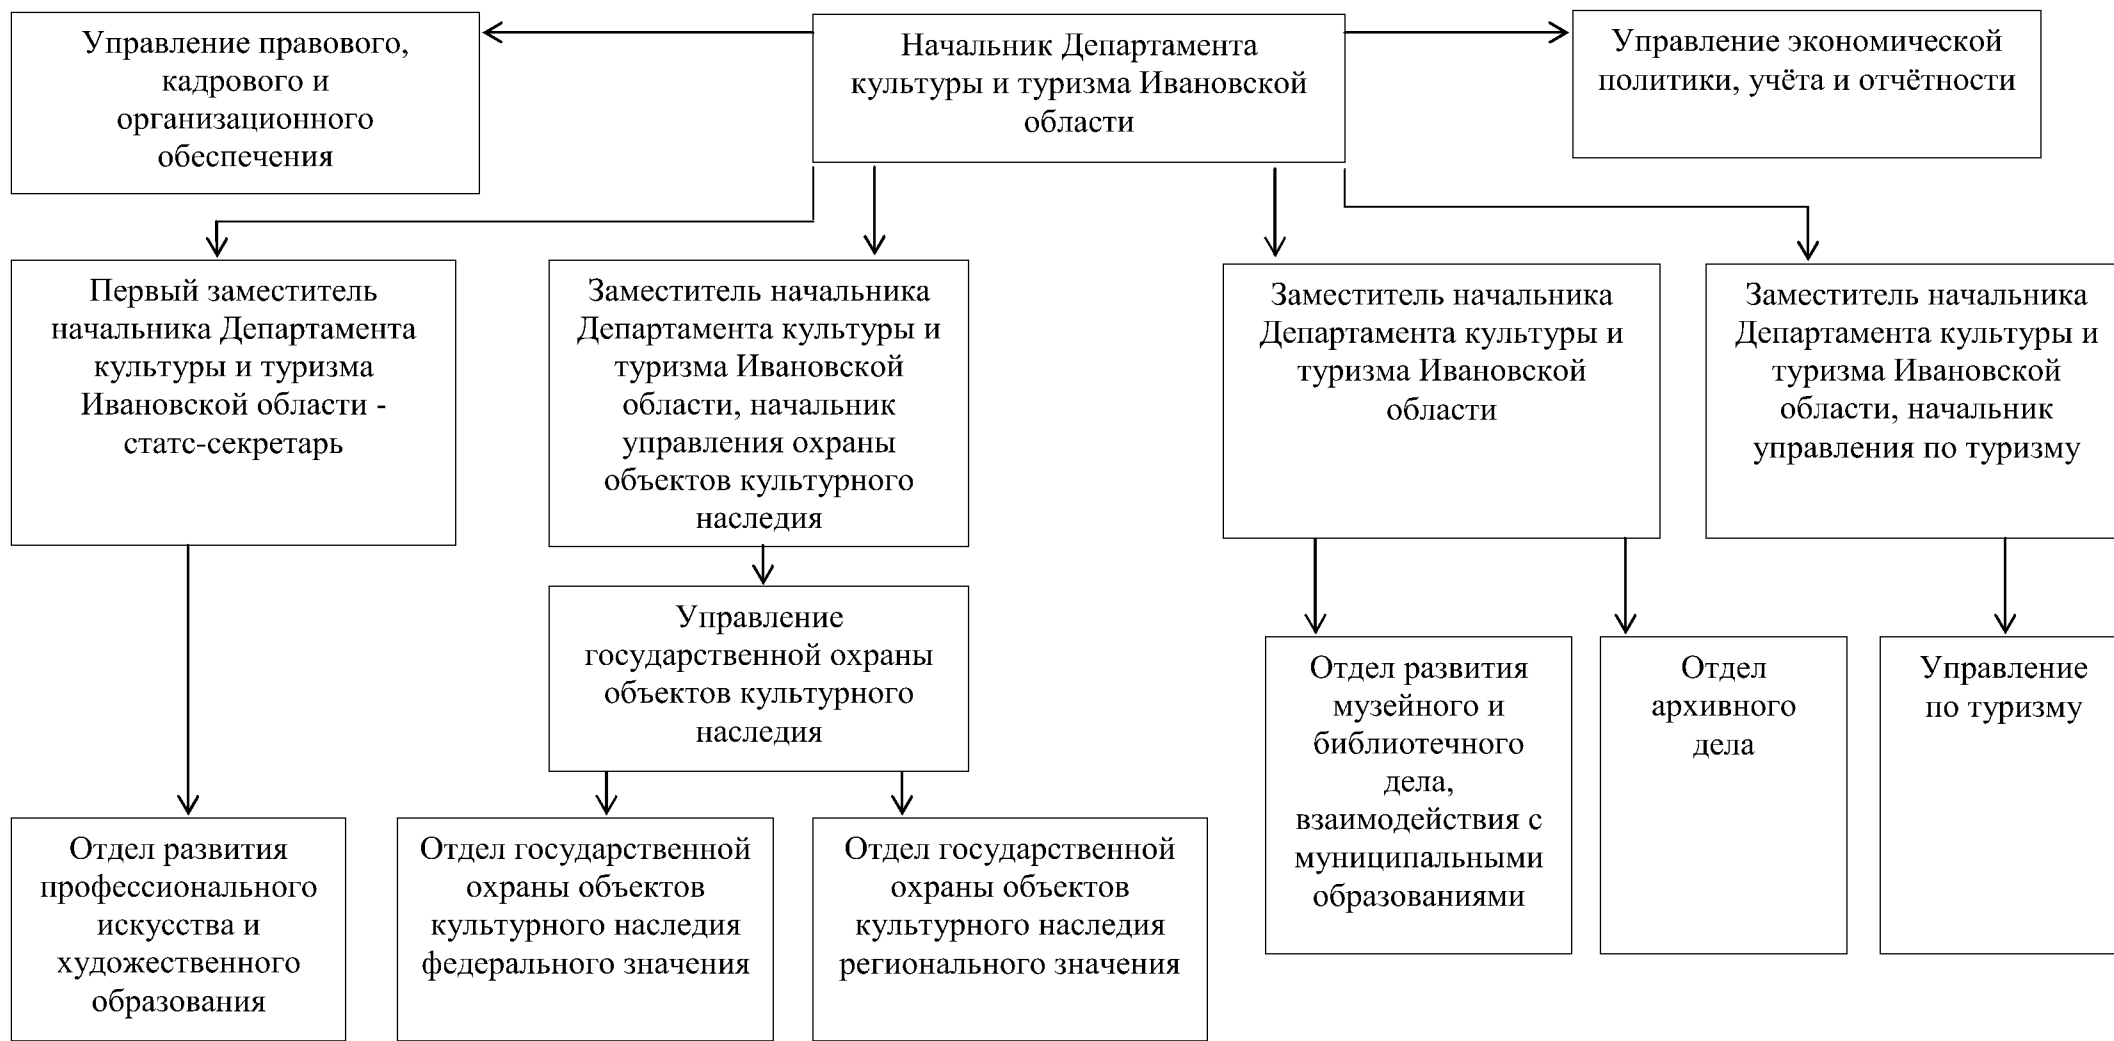 Управление правового,
кадрового и
организационного
обеспечения
Начальник Департамента
культуры и туризма Ивановской
области
Управление экономической
политики, учёта и отчётности
Первый заместитель
начальника Департамента
культуры и туризма
Ивановской области -
статс-секретарь
Заместитель начальника
Департамента культуры и
туризма Ивановской
области, начальник
управления охраны
объектов культурного
наследия
Заместитель начальника
Департамента культуры и
туризма Ивановской
области
Заместитель начальника
Департамента культуры и
туризма Ивановской
области, начальник
управления по туризму
Управление
государственной охраны
объектов культурного
наследия
Отдел развития
музейного и
библиотечного
дела,
взаимодействия с
муниципальными
образованиями
Отдел
архивного
дела
Управление
по туризму
Отдел развития
профессионального
искусства и
художественного
образования
Отдел государственной
охраны объектов
культурного наследия
федерального значения
Отдел государственной
охраны объектов
культурного наследия
регионального значения